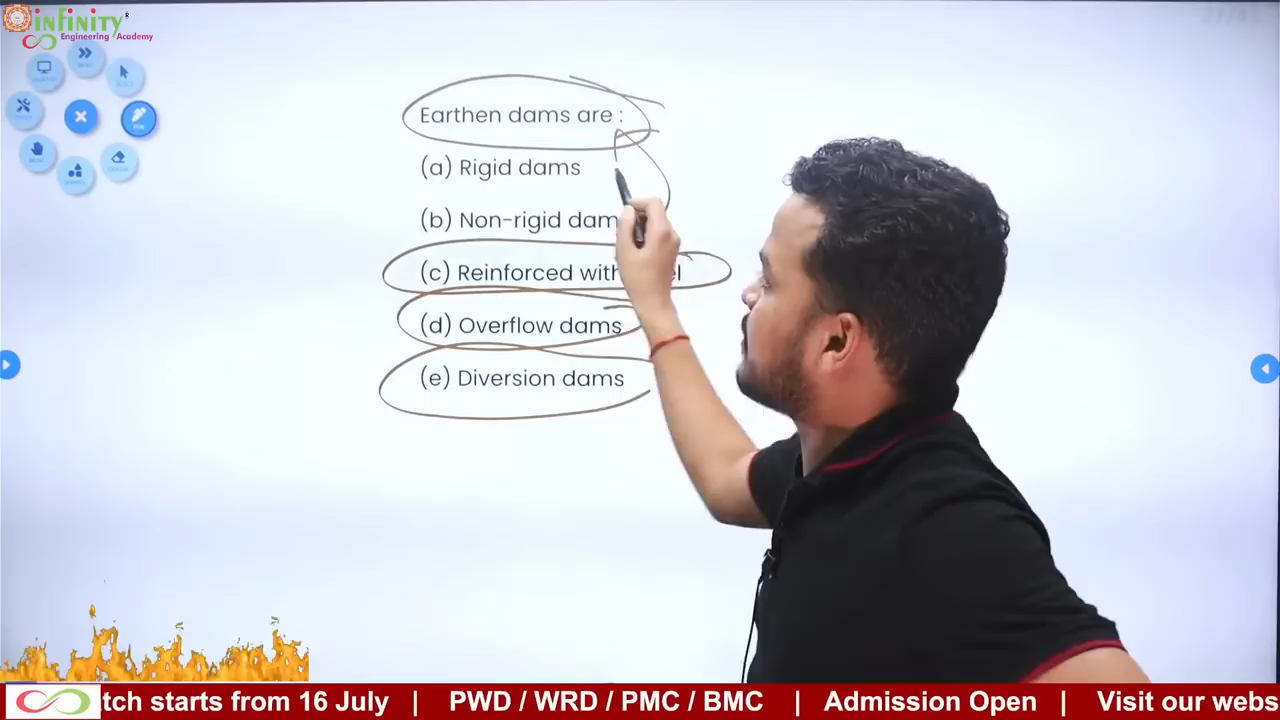 infinity
Engineering Academy
Earthen dams are :
(a) Rigid dams
(b) Non-rigid dam
(c) Reinforced with
(d) Overflow dams
(e) Diversion dams
tch starts from 16 July | PWD / WRD / PMC / BMC | Admission Open | Visit our webs